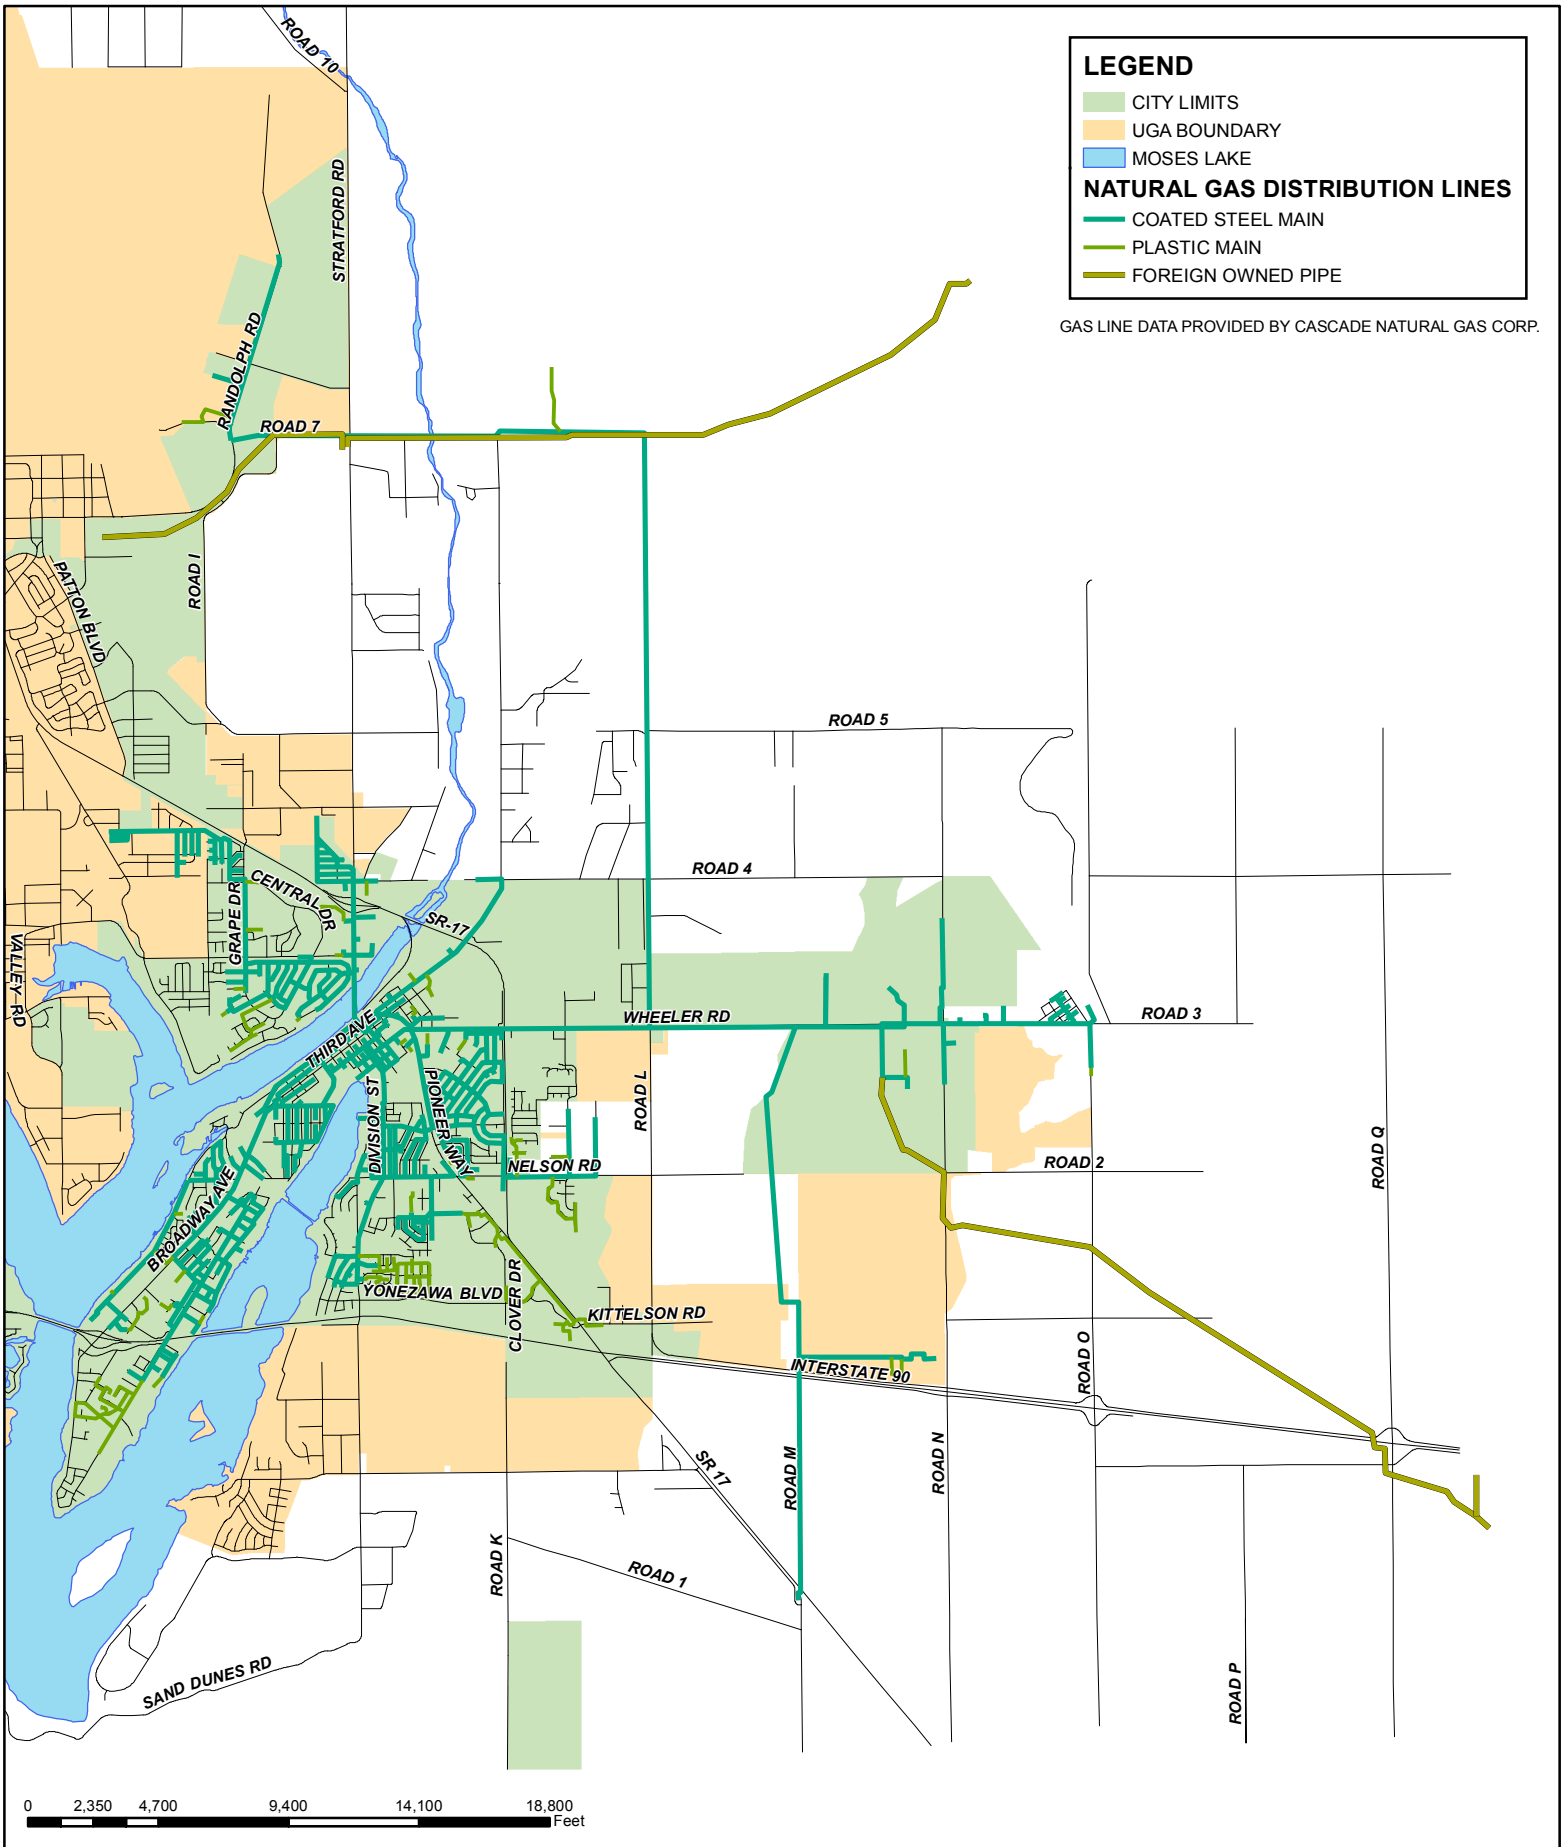 ROAD 10
LEGEND
CITY LIMITS
UGA BOUNDARY
MOSES LAKE
NATURAL GAS DISTRIBUTION LINES
COATED STEEL MAIN
PLASTIC MAIN
FOREIGN OWNED PIPE
GAS LINE DATA PROVIDED BY CASCADE NATURAL GAS CORP.
STRATFORD RD
RANDOLPH RD
ROAD 7
ROAD I
PATTON BLVD
ROAD 5
ROAD 4
CENTRAL DR
GRAPE DR
SR-17
VALLEY RD
THIRD AVE
WHEELER RD
ROAD 3
DIVISION ST
PIONEER WAY
ROAD L
NELSON RD
ROAD 2
ROAD Q
BROADWAY AVE
YONEZAWA BLVD
CLOVER DR
KITTELSON RD
INTERSTATE 90
ROAD O
SR 17
ROAD M
ROAD N
ROAD K
ROAD 1
SAND DUNES RD
ROAD P
0 2,350 4,700 9,400 14,100 18,800
Feet